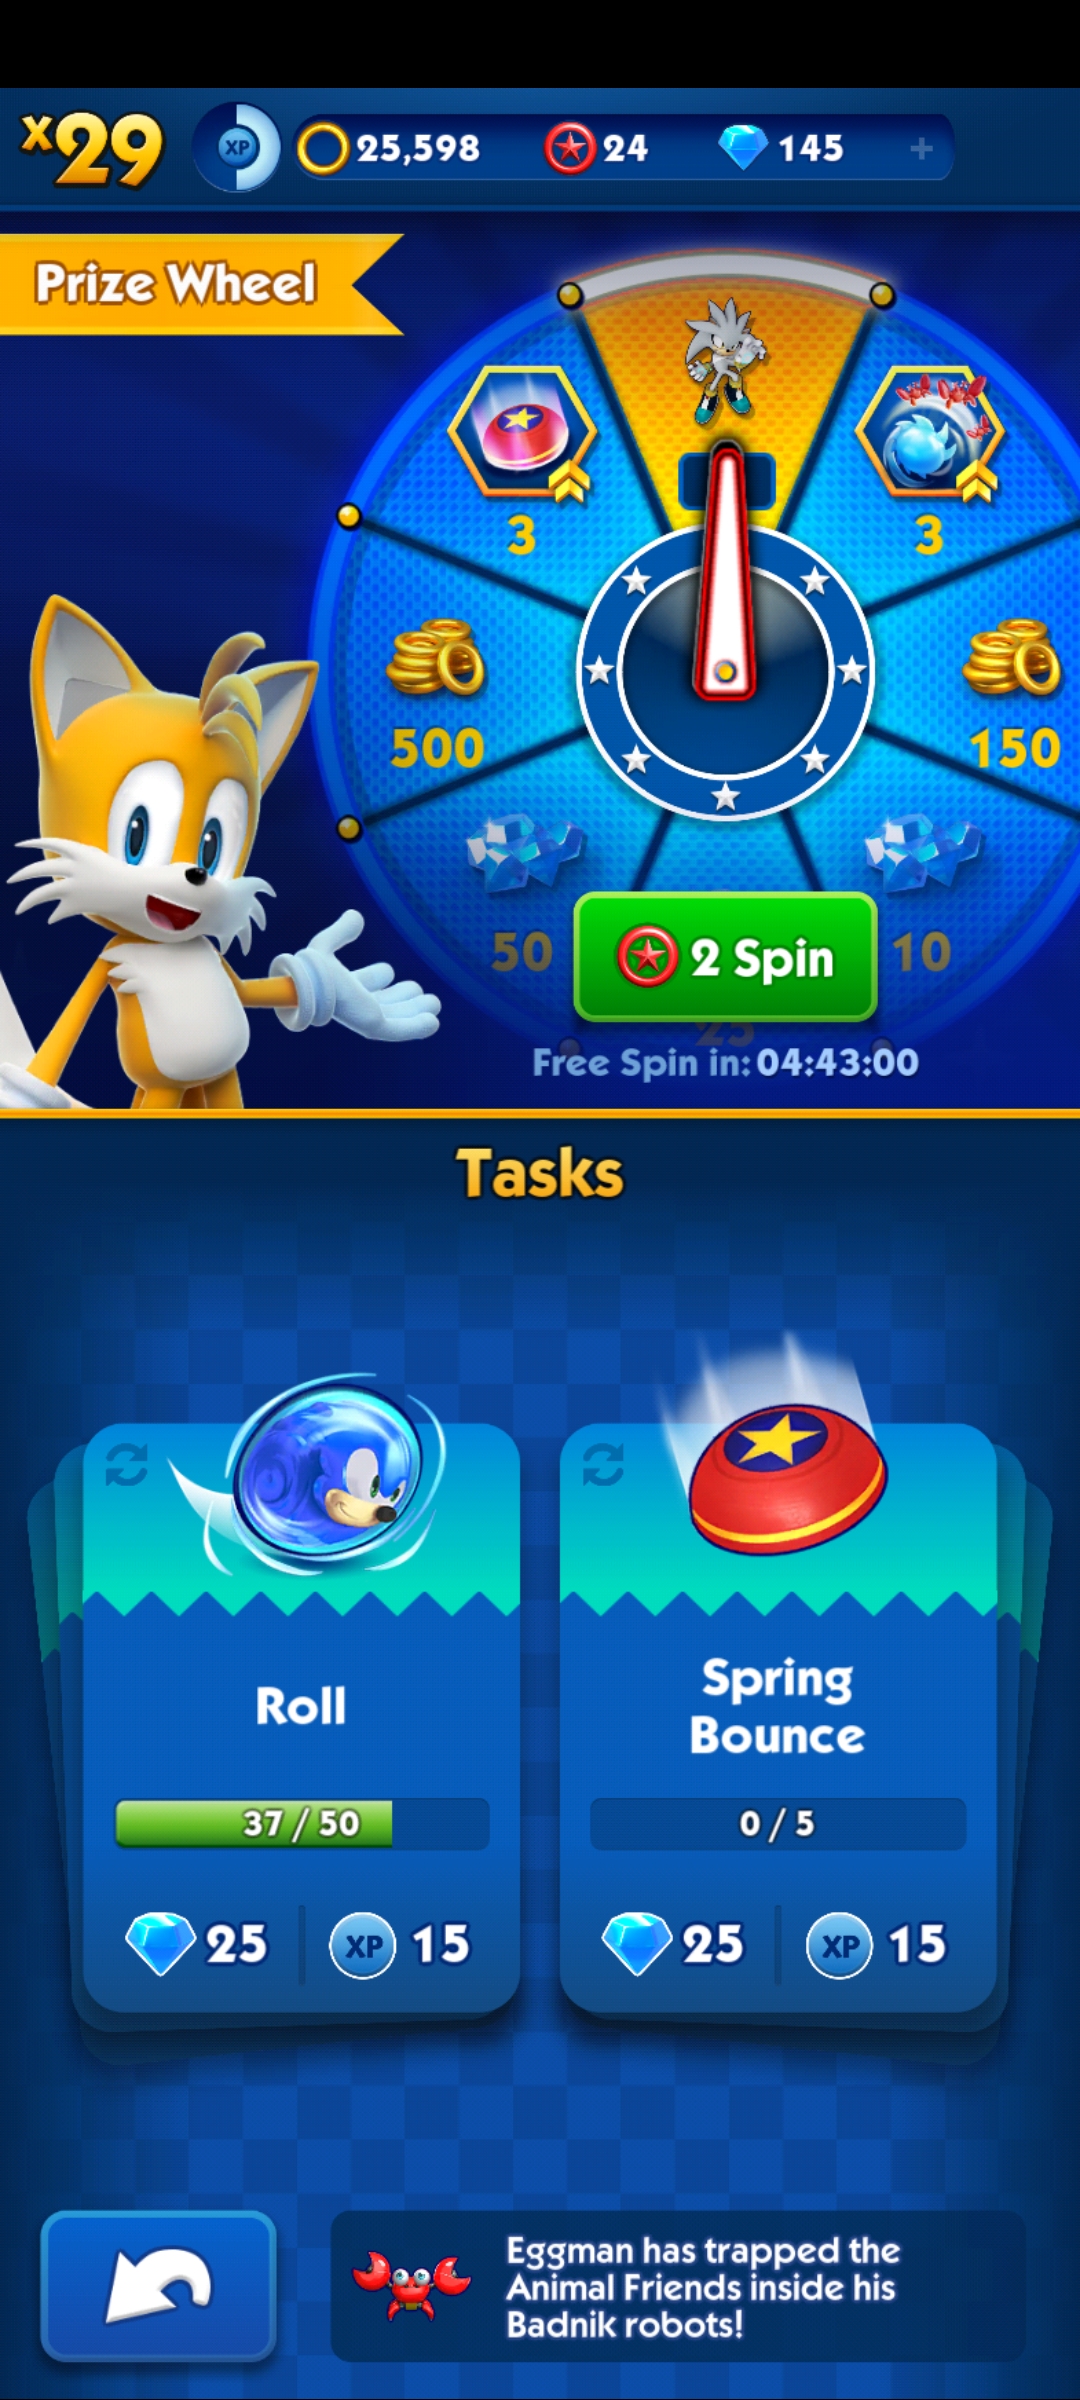 x29
XP
25,598
24
145
Prize Wheel
3
3
500
150
50
10
2 Spin
25
Free Spin in: 04:43:00
Tasks
Roll
37 / 50
25
XP
15
Spring
Bounce
0 / 5
25
XP
15
Eggman has trapped the
Animal Friends inside his
Badnik robots!